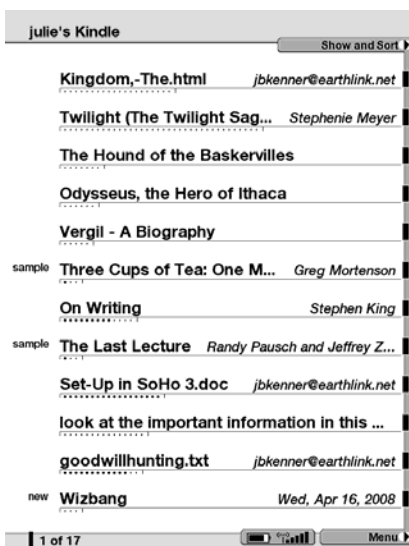 julie's Kindle
Show and Sort
Kingdom,-The.html jbkenner@earthlink.net
Twilight (The Twilight Sag... Stephenie Meyer
The Hound of the Baskervilles
Odysseus, the Hero of Ithaca
Vergil - A Biography
sample Three Cups of Tea: One M... Greg Mortenson
On Writing Stephen King
sample The Last Lecture Randy Pausch and Jeffrey Z...
Set-Up in SoHo 3.doc jbkenner@earthlink.net
look at the important information in this ...
goodwillhunting.txt jbkenner@earthlink.net
new Wizbang Wed, Apr 16, 2008
1 of 17 Menu